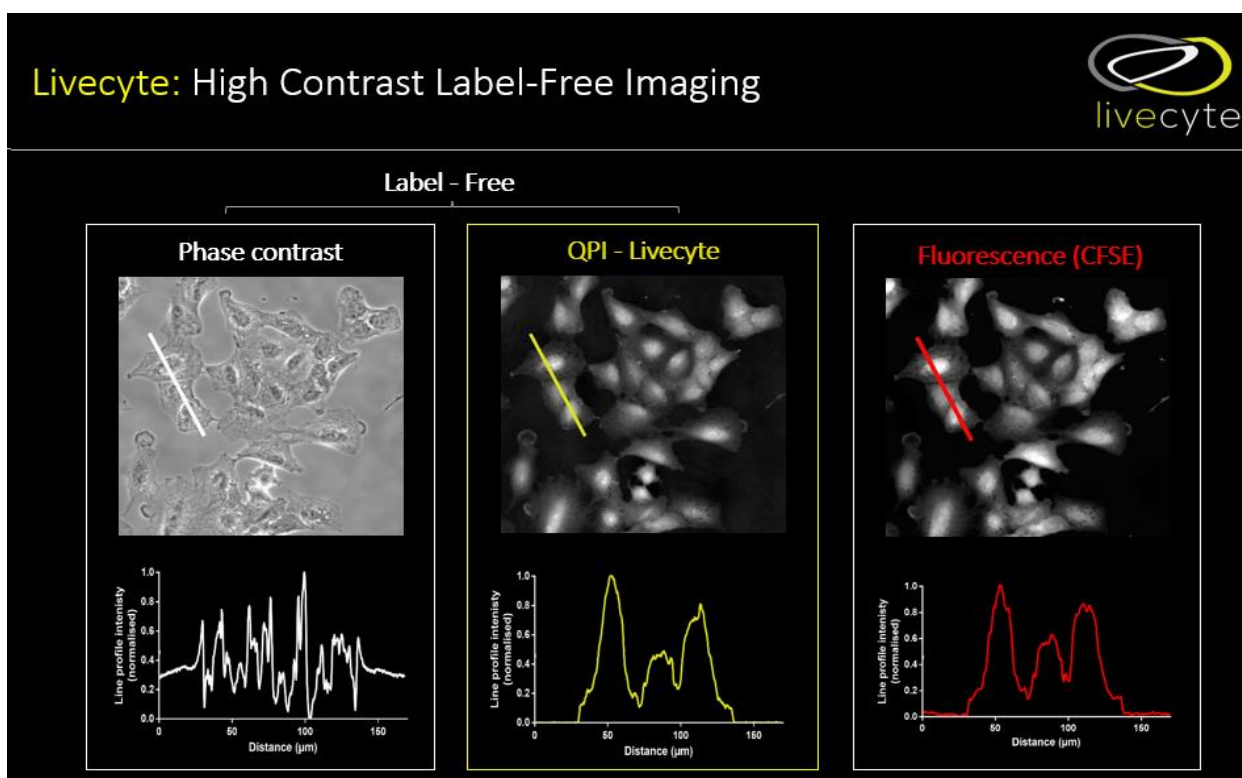 Livecyte: High Contrast Label-Free Imaging
livecyte
Label - Free
Phase contrast
QPI - Livecyte
Fluorescence (CFSE)
Line profile intenisty
(normalised)
1.0
0.8
0.6
0.4
0.2
0.0
0
50
100
150
Distance (µm)
Line profile intenisty
(normalised)
1.0
0.8
0.6
0.4
0.2
0.0
0
50
100
150
Distance (µm)
Line profile intenisty
(normalised)
1.0
0.8
0.6
0.4
0.2
0.0
0
50
100
150
Distance (µm)